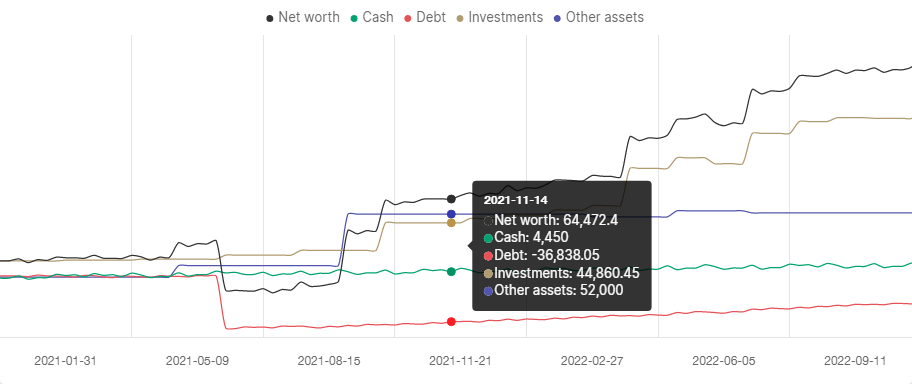 Net worth Cash Debt Investments Other assets
2021-11-14
Net worth: 64,472.4
Cash: 4,450
Debt: -36,838.05
Investments: 44,860.45
Other assets: 52,000
2021-01-31 2021-05-09 2021-08-15 2021-11-21 2022-02-27 2022-06-05 2022-09-11